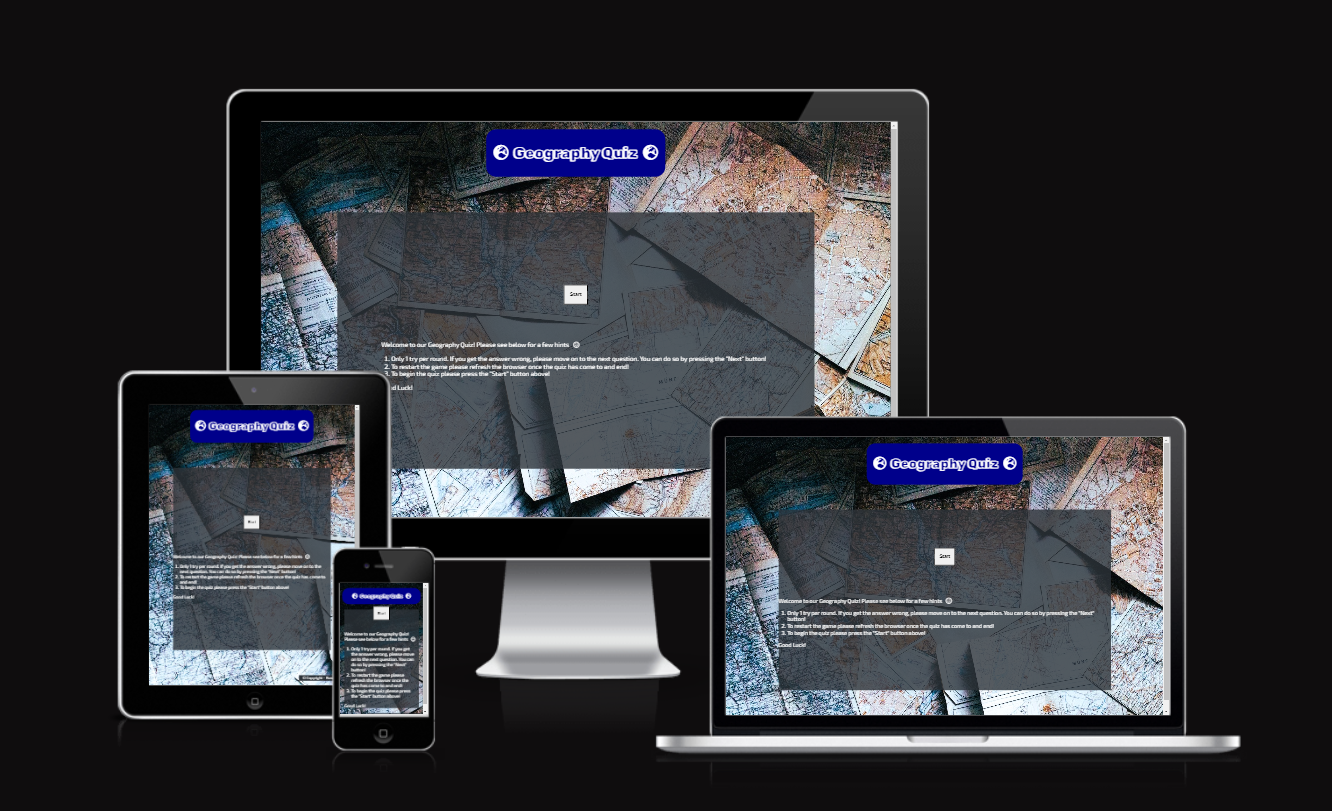 Geography Quiz
Start
Welcome to our Geography Quiz! Please see below for a few hints
1. Only 1 try per round. If you get the answer wrong, please move on to the next question. You can do so by pressing the "Next" button!
2. To restart the game please refresh the browser once the quiz has come to and end!
3. To begin the quiz please press the "Start" button above!
d Luck!
Geography Quiz
Start
Welcome to our Geography Quiz! Please see below for a few hints
1. Only 1 try per round. If you get the answer wrong, please move on to the
next question. You can do so by pressing the "Next" button!
2. To restart the game please refresh the browser once the quiz has come to
and end!
3. To begin the quiz please press the "Start" button above!
Good Luck!
© Copyright
Geography Quiz
Start
Welcome to our Geography Quiz!
Please see below for a few hints
1. Only 1 try per round. If you get
the answer wrong, please move
on to the next question. You can
do so by pressing the "Next"
button!
2. To restart the game please
refresh the browser once the
quiz has come to and end!
3. To begin the quiz please press
the "Start" button above!
Good Luck!
Geography Quiz
Start
Welcome to our Geography Quiz! Please see below for a few hints
1. Only 1 try per round. If you get the answer wrong, please move on to the next question. You can do so by pressing the "Next"
button!
2. To restart the game please refresh the browser once the quiz has come to and end!
3. To begin the quiz please press the "Start" button above!
Good Luck!